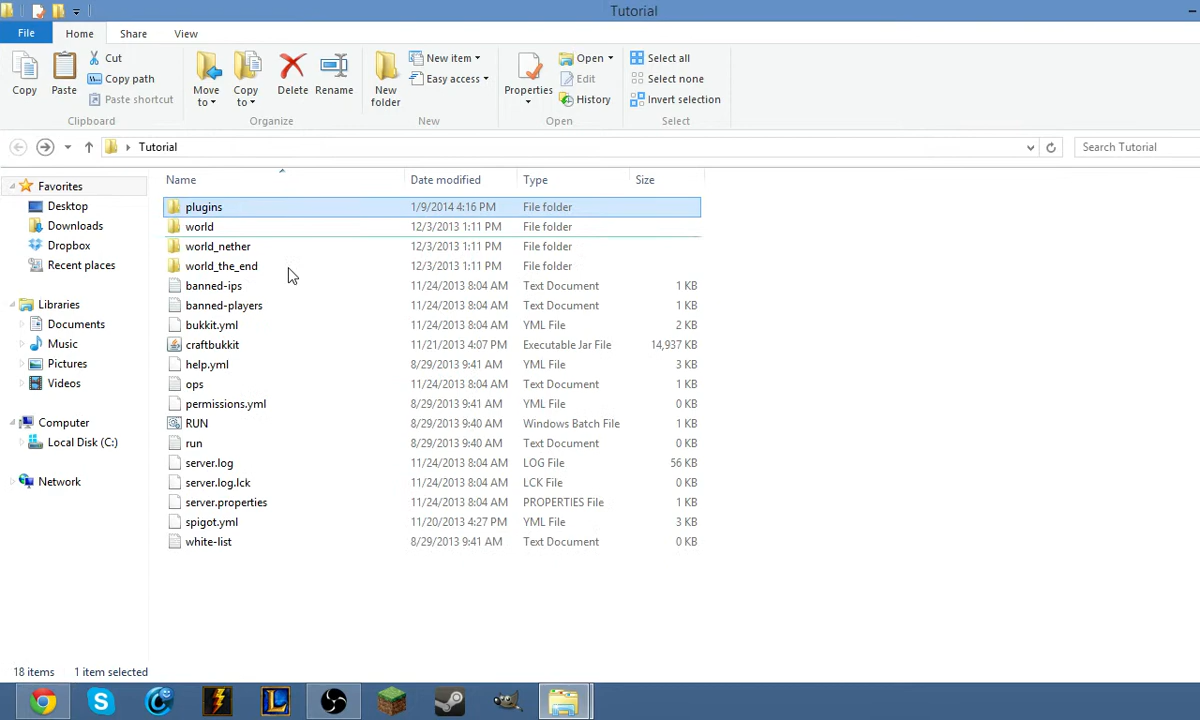 Tutorial
File Home Share View
Copy
Paste
Cut
Copy path
Paste shortcut
Clipboard
Move to
Copy to
Delete
Rename
Organize
New folder
New item
Easy access
New
Properties
Open
Edit
History
Open
Select all
Select none
Invert selection
Select
Tutorial
Search Tutorial
Favorites
Desktop
Downloads
Dropbox
Recent places
Libraries
Documents
Music
Pictures
Videos
Computer
Local Disk (C:)
Network
Name Date modified Type Size
plugins 1/9/2014 4:16 PM File folder
world 12/3/2013 1:11 PM File folder
world_nether 12/3/2013 1:11 PM File folder
world_the_end 12/3/2013 1:11 PM File folder
banned-ips 11/24/2013 8:04 AM Text Document 1 KB
banned-players 11/24/2013 8:04 AM Text Document 1 KB
bukkit.yml 11/24/2013 8:04 AM YML File 2 KB
craftbukkit 11/21/2013 4:07 PM Executable Jar File 14,937 KB
help.yml 8/29/2013 9:41 AM YML File 3 KB
ops 11/24/2013 8:04 AM Text Document 1 KB
permissions.yml 8/29/2013 9:41 AM YML File 0 KB
RUN 8/29/2013 9:40 AM Windows Batch File 1 KB
run 8/29/2013 9:40 AM Text Document 0 KB
server.log 11/24/2013 8:04 AM LOG File 56 KB
server.log.lck 11/24/2013 8:04 AM LCK File 0 KB
server.properties 11/24/2013 8:04 AM PROPERTIES File 1 KB
spigot.yml 11/20/2013 4:27 PM YML File 3 KB
white-list 8/29/2013 9:41 AM Text Document 0 KB
18 items 1 item selected